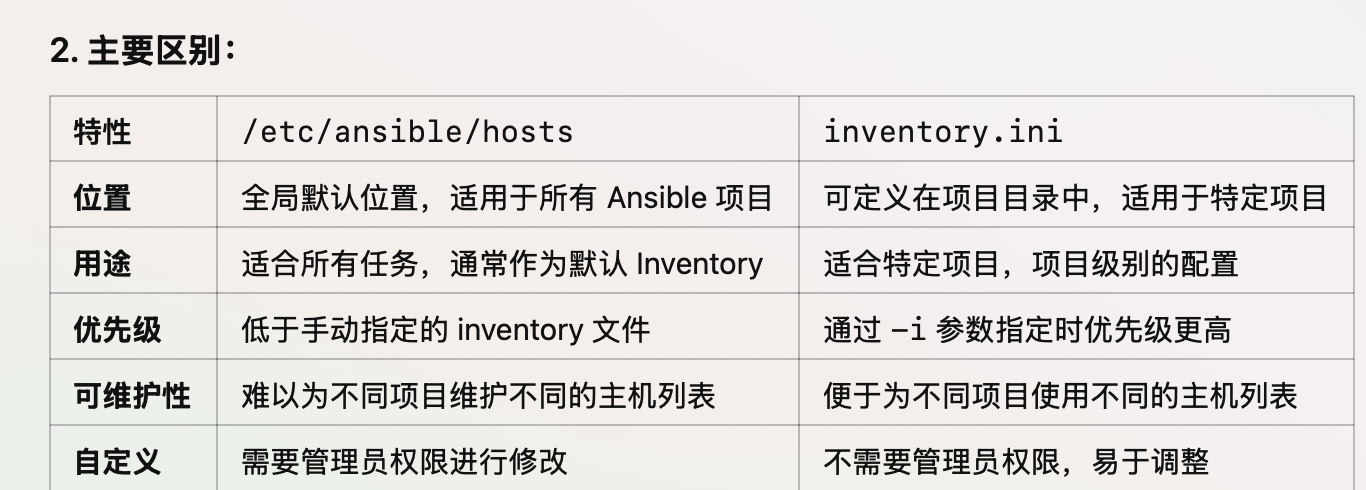 2. 主要区别：
特性 /etc/ansible/hosts inventory.ini
位置 全局默认位置，适用于所有 Ansible 项目 可定义在项目目录中，适用于特定项目
用途 适合所有任务，通常作为默认 Inventory 适合特定项目，项目级别的配置
优先级 低于手动指定的 inventory 文件 通过 -i 参数指定时优先级更高
可维护性 难以为不同项目维护不同的主机列表 便于为不同项目使用不同的主机列表
自定义 需要管理员权限进行修改 不需要管理员权限，易于调整